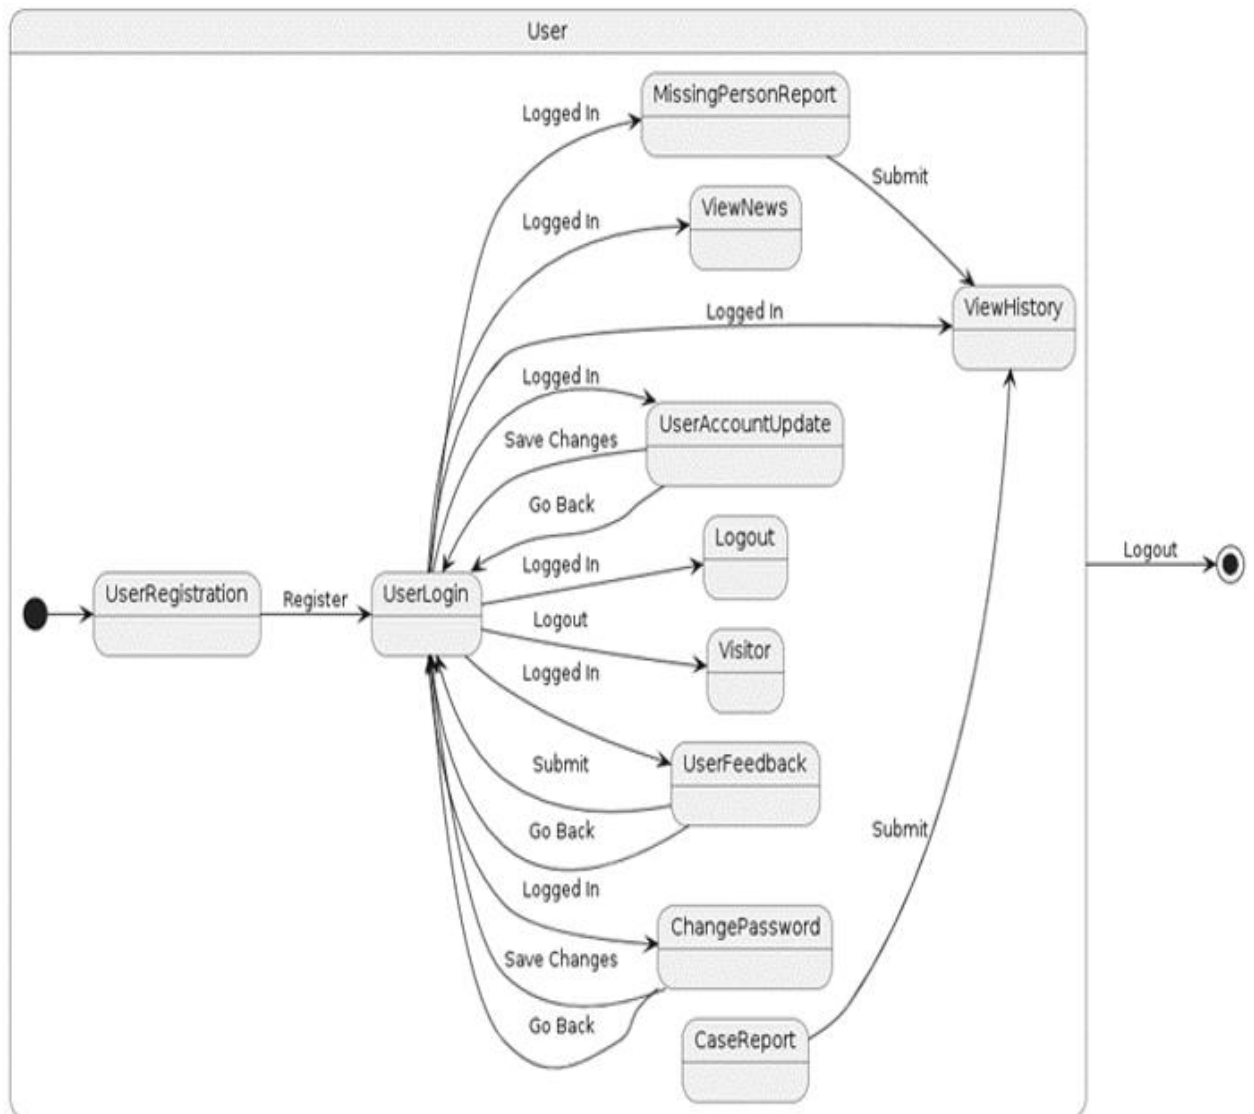 User
MissingPersonReport
Logged In
Submit
ViewNews
Logged In
ViewHistory
Logged In
Logged In
UserAccountUpdate
Save Changes
Go Back
Logout
Logged In
Logout
UserRegistration
Register
UserLogin
Logout
Visitor
Logged In
UserFeedback
Submit
Go Back
Submit
Logged In
ChangePassword
Save Changes
Go Back
CaseReport